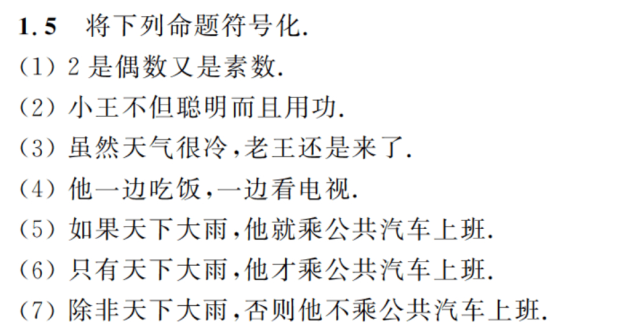 1.5 将下列命题符号化.
(1) 2 是偶数又是素数.
(2) 小王不但聪明而且用功.
(3) 虽然天气很冷,老王还是来了.
(4) 他一边吃饭,一边看电视.
(5) 如果天下大雨,他就乘公共汽车上班.
(6) 只有天下大雨,他才乘公共汽车上班.
(7) 除非天下大雨,否则他不乘公共汽车上班.